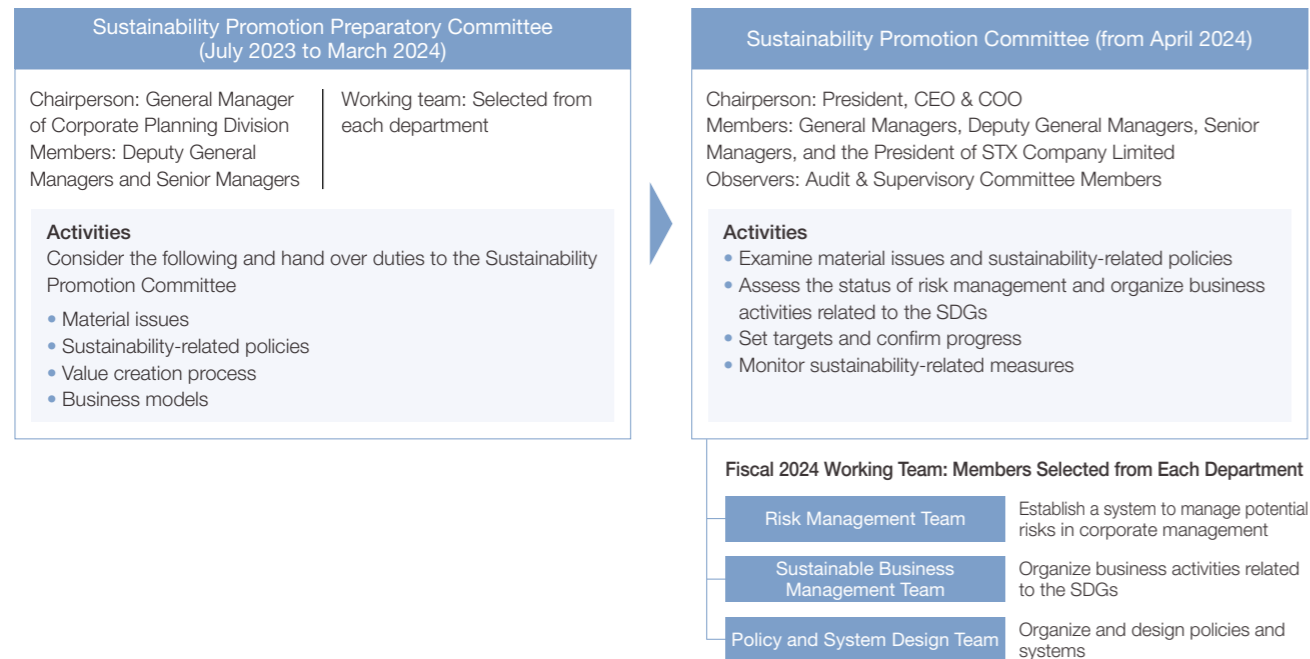 Sustainability Promotion Preparatory Committee
(July 2023 to March 2024)
Chairperson: General Manager
of Corporate Planning Division
Members: Deputy General
Managers and Senior Managers
Working team: Selected from
each department
Activities
Consider the following and hand over duties to the Sustainability
Promotion Committee
• Material issues
• Sustainability-related policies
• Value creation process
• Business models
Sustainability Promotion Committee (from April 2024)
Chairperson: President, CEO & COO
Members: General Managers, Deputy General Managers, Senior
Managers, and the President of STX Company Limited
Observers: Audit & Supervisory Committee Members
Activities
• Examine material issues and sustainability-related policies
• Assess the status of risk management and organize business
activities related to the SDGs
• Set targets and confirm progress
• Monitor sustainability-related measures
Fiscal 2024 Working Team: Members Selected from Each Department
Risk Management Team
Establish a system to manage potential
risks in corporate management
Sustainable Business
Management Team
Organize business activities related
to the SDGs
Policy and System Design Team
Organize and design policies and
systems